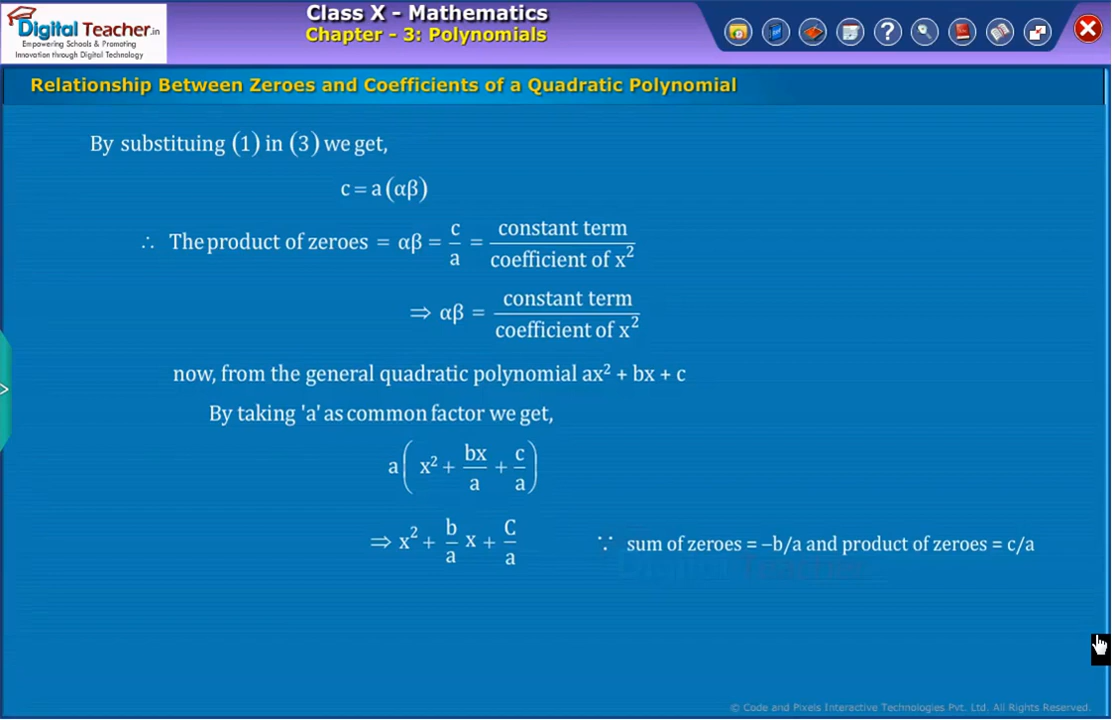 Digital Teacher.in
Empowering Schools & Promoting
Innovation through Digital Technology
Class X - Mathematics
Chapter - 3: Polynomials
Relationship Between Zeroes and Coefficients of a Quadratic Polynomial
By substituing (1) in (3) we get,
c = a (αβ)
∴ The product of zeroes = αβ = c/a = constant term / coefficient of x²
⇒ αβ = constant term / coefficient of x²
now, from the general quadratic polynomial ax² + bx + c
By taking 'a' as common factor we get,
a( x² + bx/a + c/a )
⇒ x² + b/a x + C/a ∵ sum of zeroes = –b/a and product of zeroes = c/a
Digital Teacher
© Code and Pixels Interactive Technologies Pvt. Ltd. All Rights Reserved.